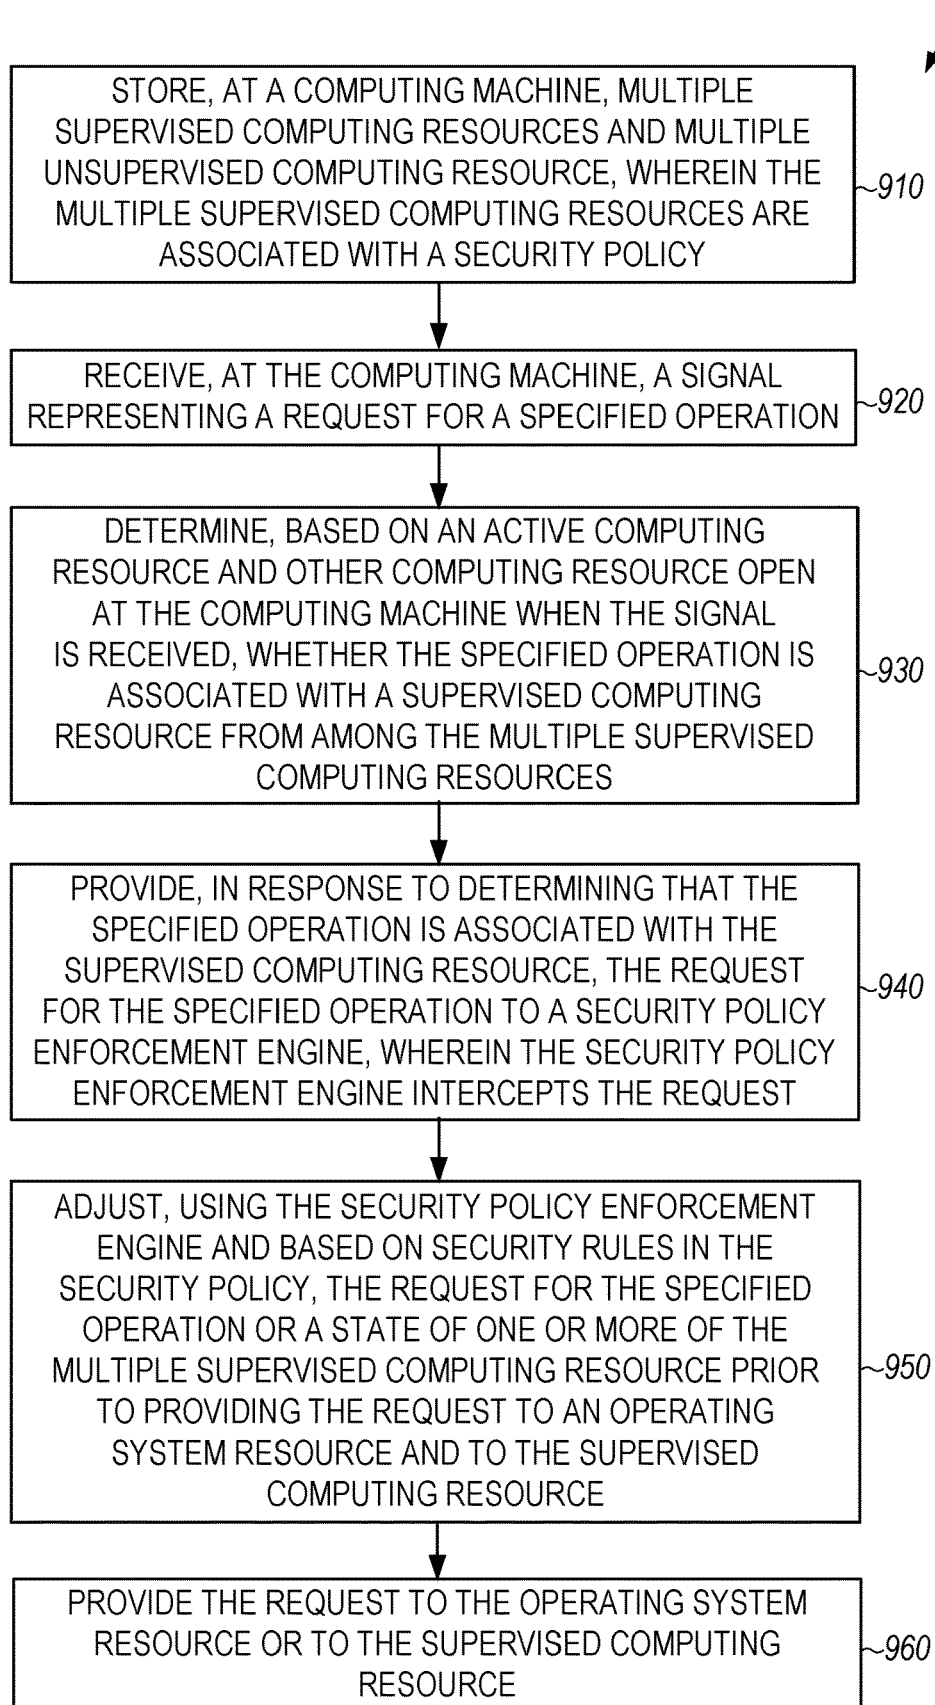 STORE, AT A COMPUTING MACHINE, MULTIPLE
SUPERVISED COMPUTING RESOURCES AND MULTIPLE
UNSUPERVISED COMPUTING RESOURCE, WHEREIN THE
MULTIPLE SUPERVISED COMPUTING RESOURCES ARE
ASSOCIATED WITH A SECURITY POLICY
910
RECEIVE, AT THE COMPUTING MACHINE, A SIGNAL
REPRESENTING A REQUEST FOR A SPECIFIED OPERATION
920
DETERMINE, BASED ON AN ACTIVE COMPUTING
RESOURCE AND OTHER COMPUTING RESOURCE OPEN
AT THE COMPUTING MACHINE WHEN THE SIGNAL
IS RECEIVED, WHETHER THE SPECIFIED OPERATION IS
ASSOCIATED WITH A SUPERVISED COMPUTING
RESOURCE FROM AMONG THE MULTIPLE SUPERVISED
COMPUTING RESOURCES
930
PROVIDE, IN RESPONSE TO DETERMINING THAT THE
SPECIFIED OPERATION IS ASSOCIATED WITH THE
SUPERVISED COMPUTING RESOURCE, THE REQUEST
FOR THE SPECIFIED OPERATION TO A SECURITY POLICY
ENFORCEMENT ENGINE, WHEREIN THE SECURITY POLICY
ENFORCEMENT ENGINE INTERCEPTS THE REQUEST
940
ADJUST, USING THE SECURITY POLICY ENFORCEMENT
ENGINE AND BASED ON SECURITY RULES IN THE
SECURITY POLICY, THE REQUEST FOR THE SPECIFIED
OPERATION OR A STATE OF ONE OR MORE OF THE
MULTIPLE SUPERVISED COMPUTING RESOURCE PRIOR
TO PROVIDING THE REQUEST TO AN OPERATING
SYSTEM RESOURCE AND TO THE SUPERVISED
COMPUTING RESOURCE
950
PROVIDE THE REQUEST TO THE OPERATING SYSTEM
RESOURCE OR TO THE SUPERVISED COMPUTING
RESOURCE
960